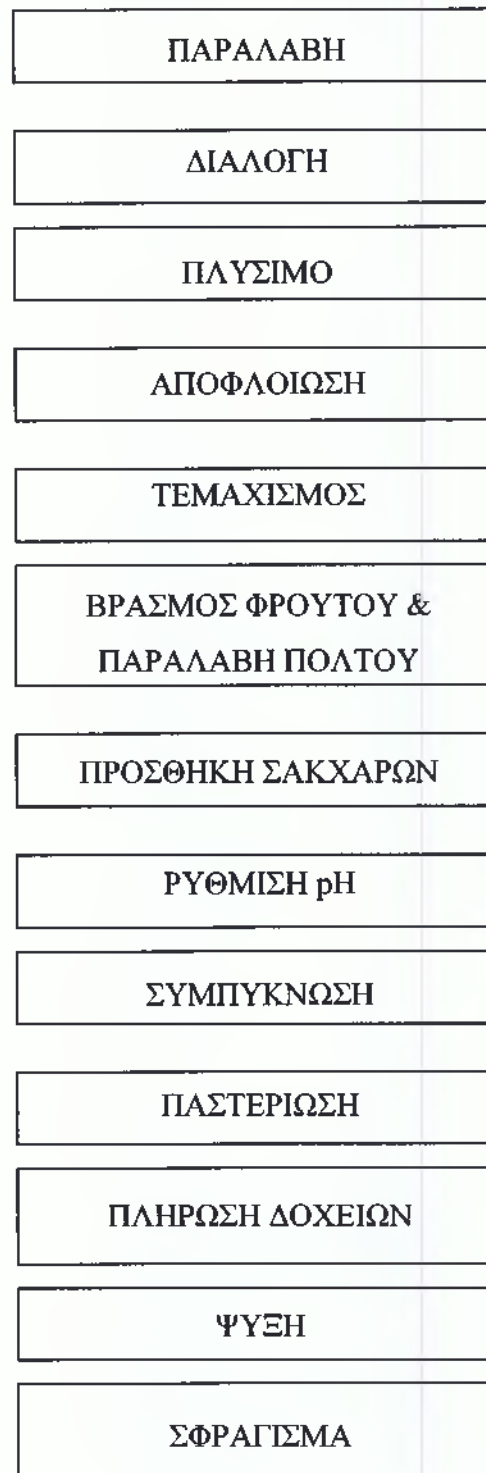 ΠΑΡΑΛΑΒΗ
ΔΙΑΛΟΓΗ
ΠΛΥΣΙΜΟ
ΑΠΟΦΛΟΙΩΣΗ
ΤΕΜΑΧΙΣΜΟΣ
ΒΡΑΣΜΟΣ ΦΡΟΥΤΟΥ &
ΠΑΡΑΛΑΒΗ ΠΟΛΤΟΥ
ΠΡΟΣΘΗΚΗ ΣΑΚΧΑΡΩΝ
ΡΥΘΜΙΣΗ pH
ΣΥΜΠΥΚΝΩΣΗ
ΠΑΣΤΕΡΙΩΣΗ
ΠΛΗΡΩΣΗ ΔΟΧΕΙΩΝ
ΨΥΞΗ
ΣΦΡΑΓΙΣΜΑ